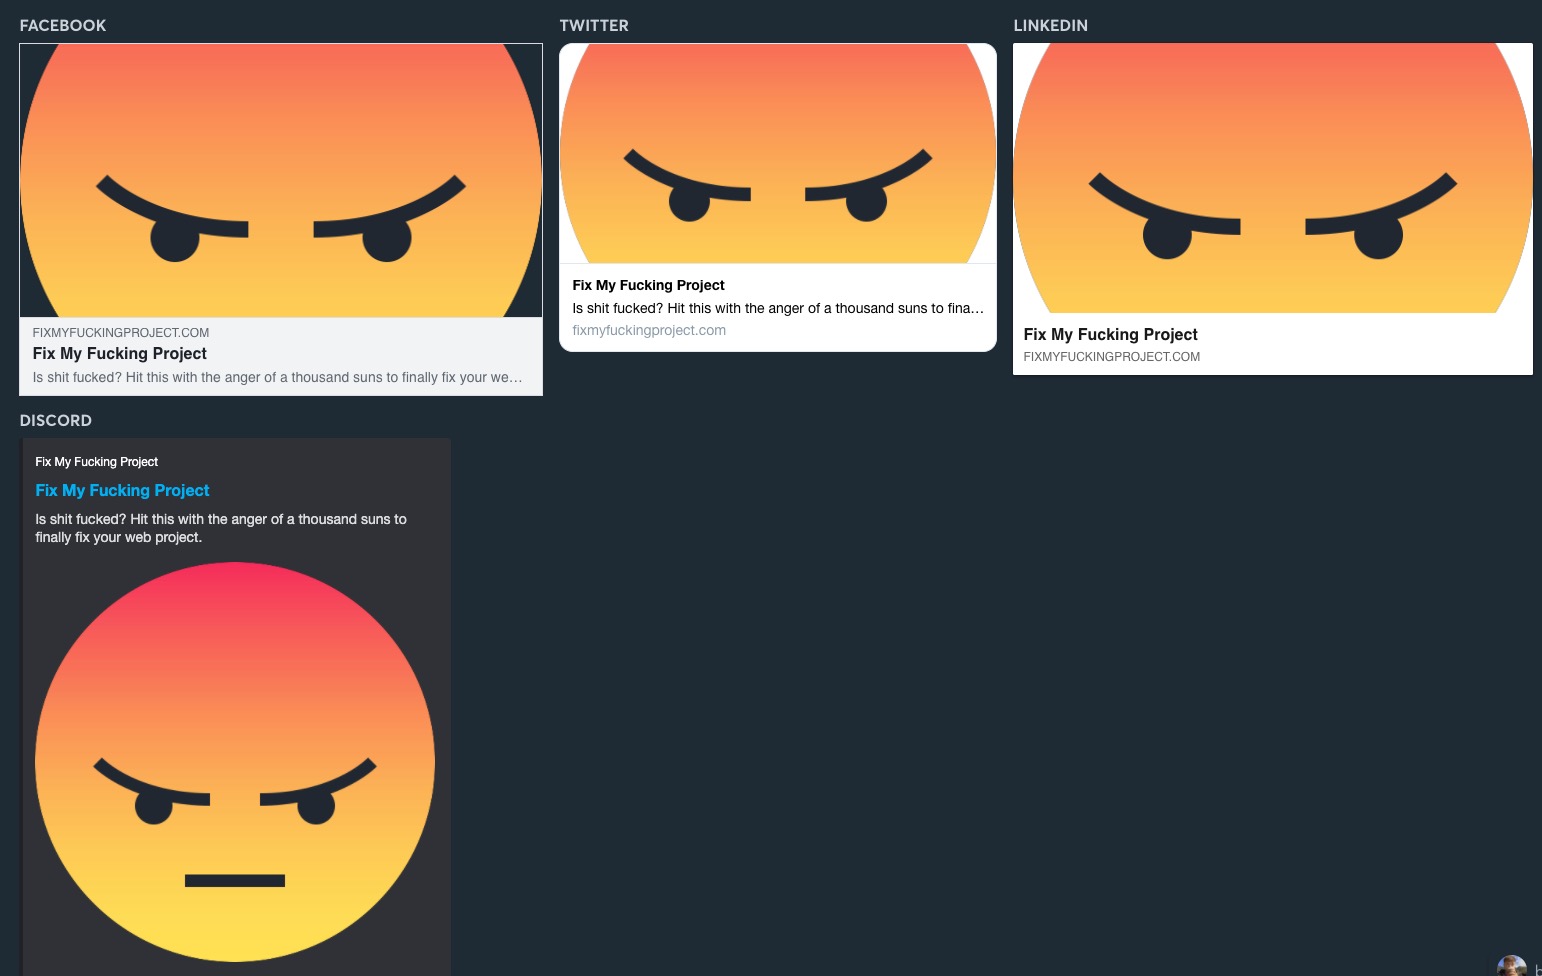 FACEBOOK
FIXMYFUCKINGPROJECT.COM
Fix My Fucking Project
Is shit fucked? Hit this with the anger of a thousand suns to finally fix your we...
TWITTER
Fix My Fucking Project
Is shit fucked? Hit this with the anger of a thousand suns to fina...
fixmyfuckingproject.com
LINKEDIN
Fix My Fucking Project
FIXMYFUCKINGPROJECT.COM
DISCORD
Fix My Fucking Project
Fix My Fucking Project
Is shit fucked? Hit this with the anger of a thousand suns to
finally fix your web project.